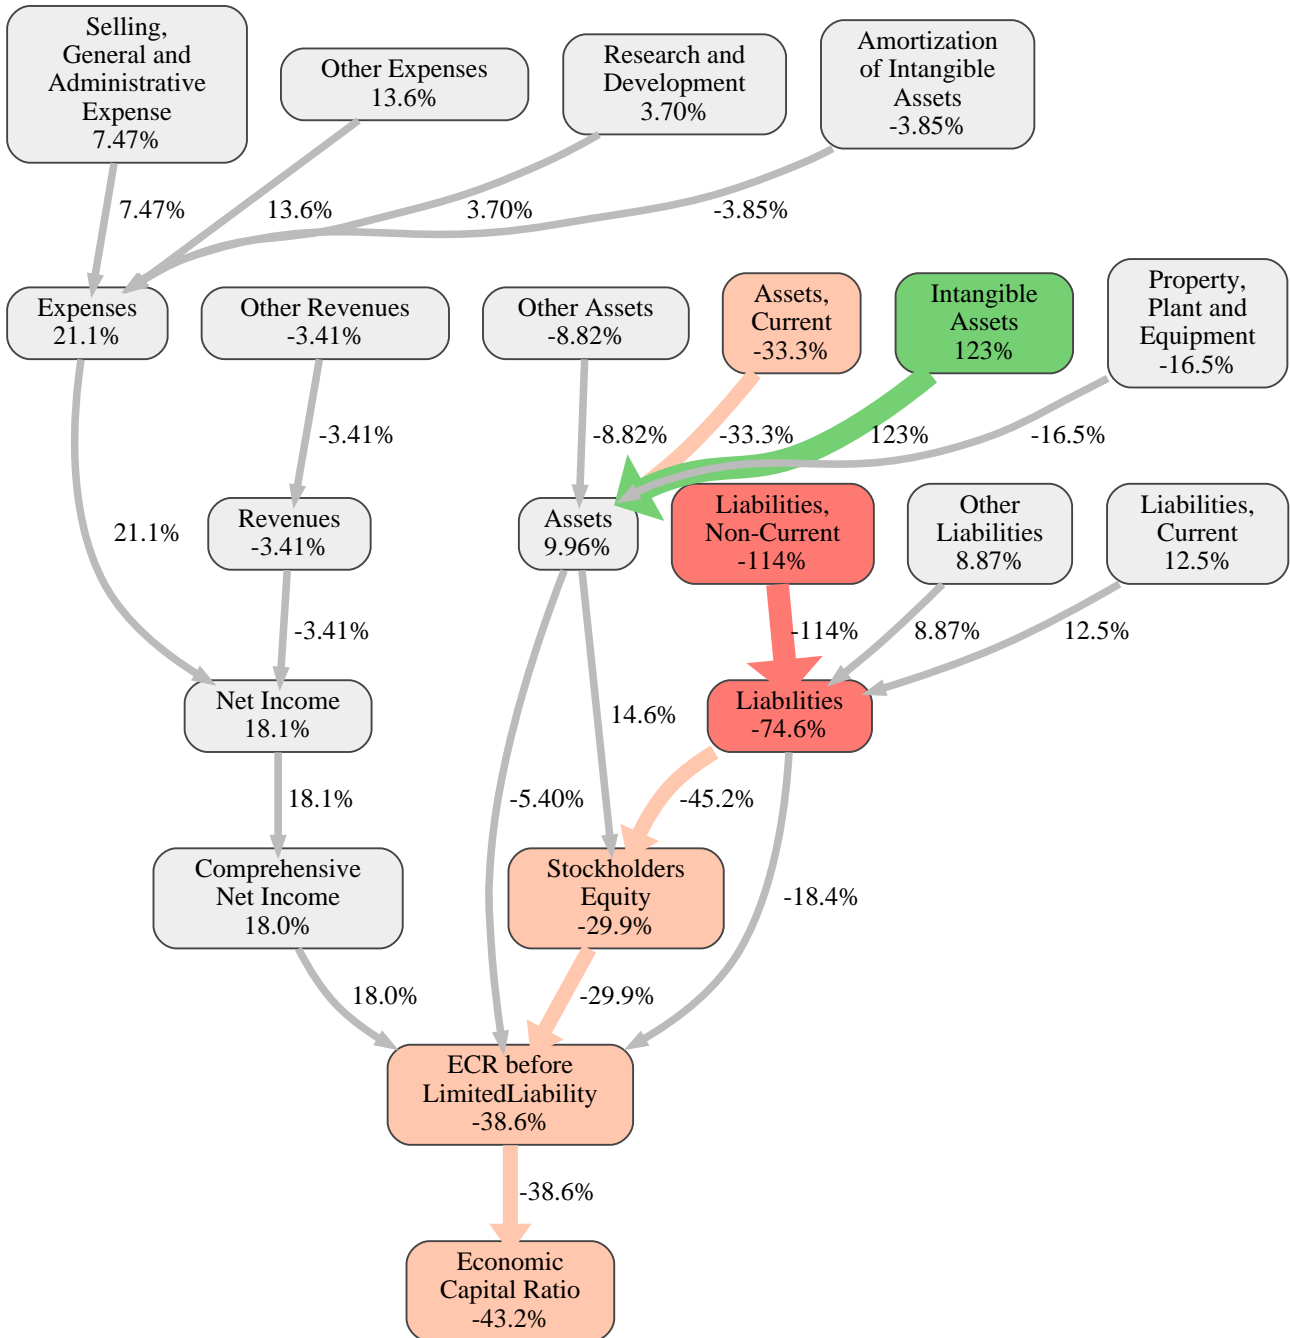 Selling,
General and
Administrative
Expense
7.47%
Other Expenses
13.6%
Research and
Development
3.70%
Amortization
of Intangible
Assets
-3.85%
7.47%
13.6%
3.70%
-3.85%
Expenses
21.1%
Other Revenues
-3.41%
Other Assets
-8.82%
Assets,
Current
-33.3%
Intangible
Assets
123%
Property,
Plant and
Equipment
-16.5%
-3.41%
-8.82%
-33.3%
123%
-16.5%
21.1%
Revenues
-3.41%
Assets
9.96%
Liabilities,
Non-Current
-114%
Other
Liabilities
8.87%
Liabilities,
Current
12.5%
-3.41%
-114%
8.87%
12.5%
Net Income
18.1%
14.6%
Liabilities
-74.6%
18.1%
-5.40%
-45.2%
Comprehensive
Net Income
18.0%
Stockholders
Equity
-29.9%
-18.4%
18.0%
-29.9%
ECR before
LimitedLiability
-38.6%
-38.6%
Economic
Capital Ratio
-43.2%